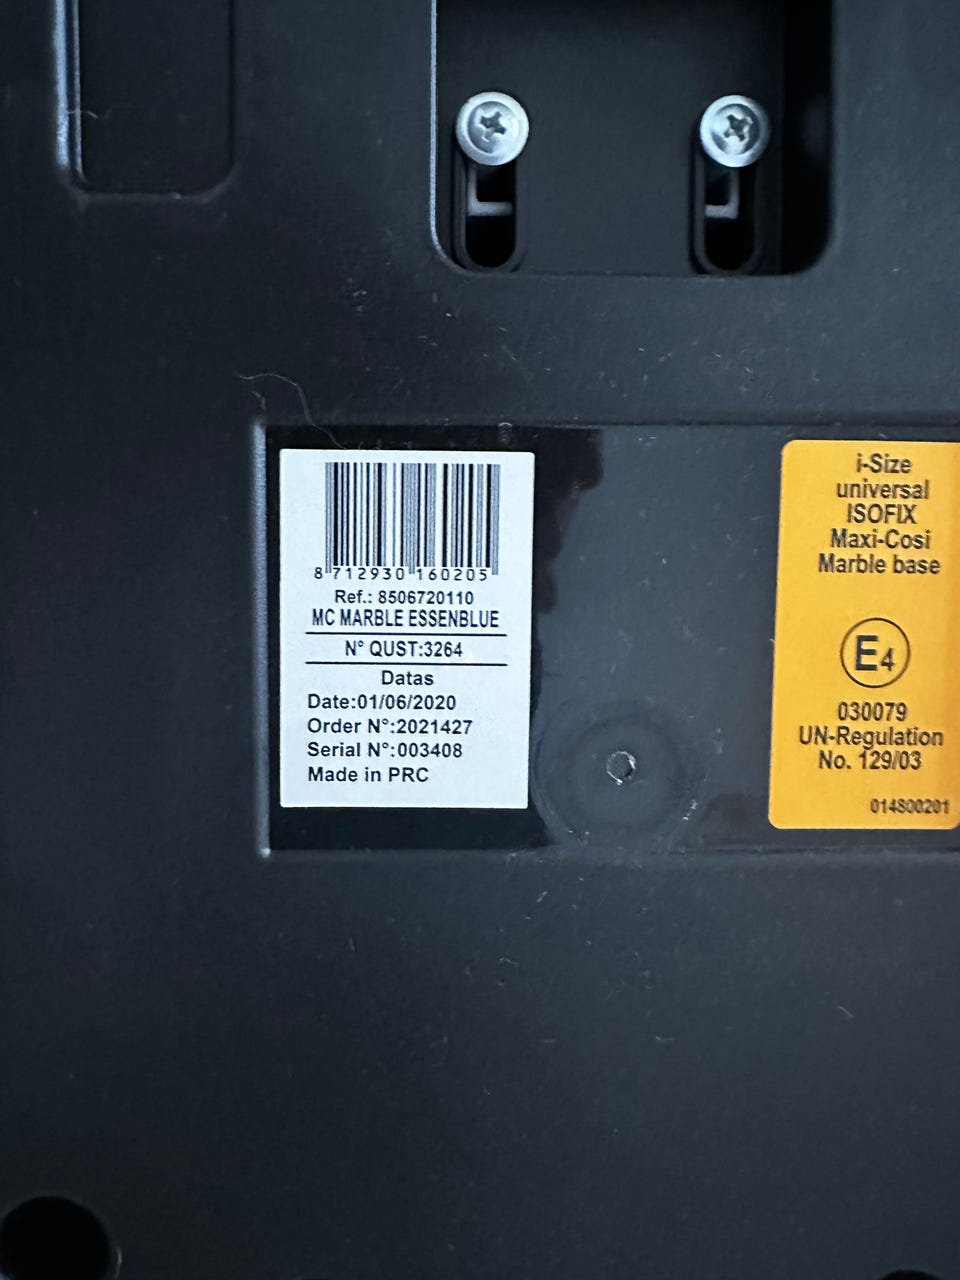 8 712930 160205
Ref.: 8506720110
MC MARBLE ESSENBLUE
N° QUST:3264
Datas
Date:01/06/2020
Order N°:2021427
Serial N°:003408
Made in PRC
i-Size
universal
ISOFIX
Maxi-Cosi
Marble base
E4
030079
UN-Regulation
No. 129/03
014800201